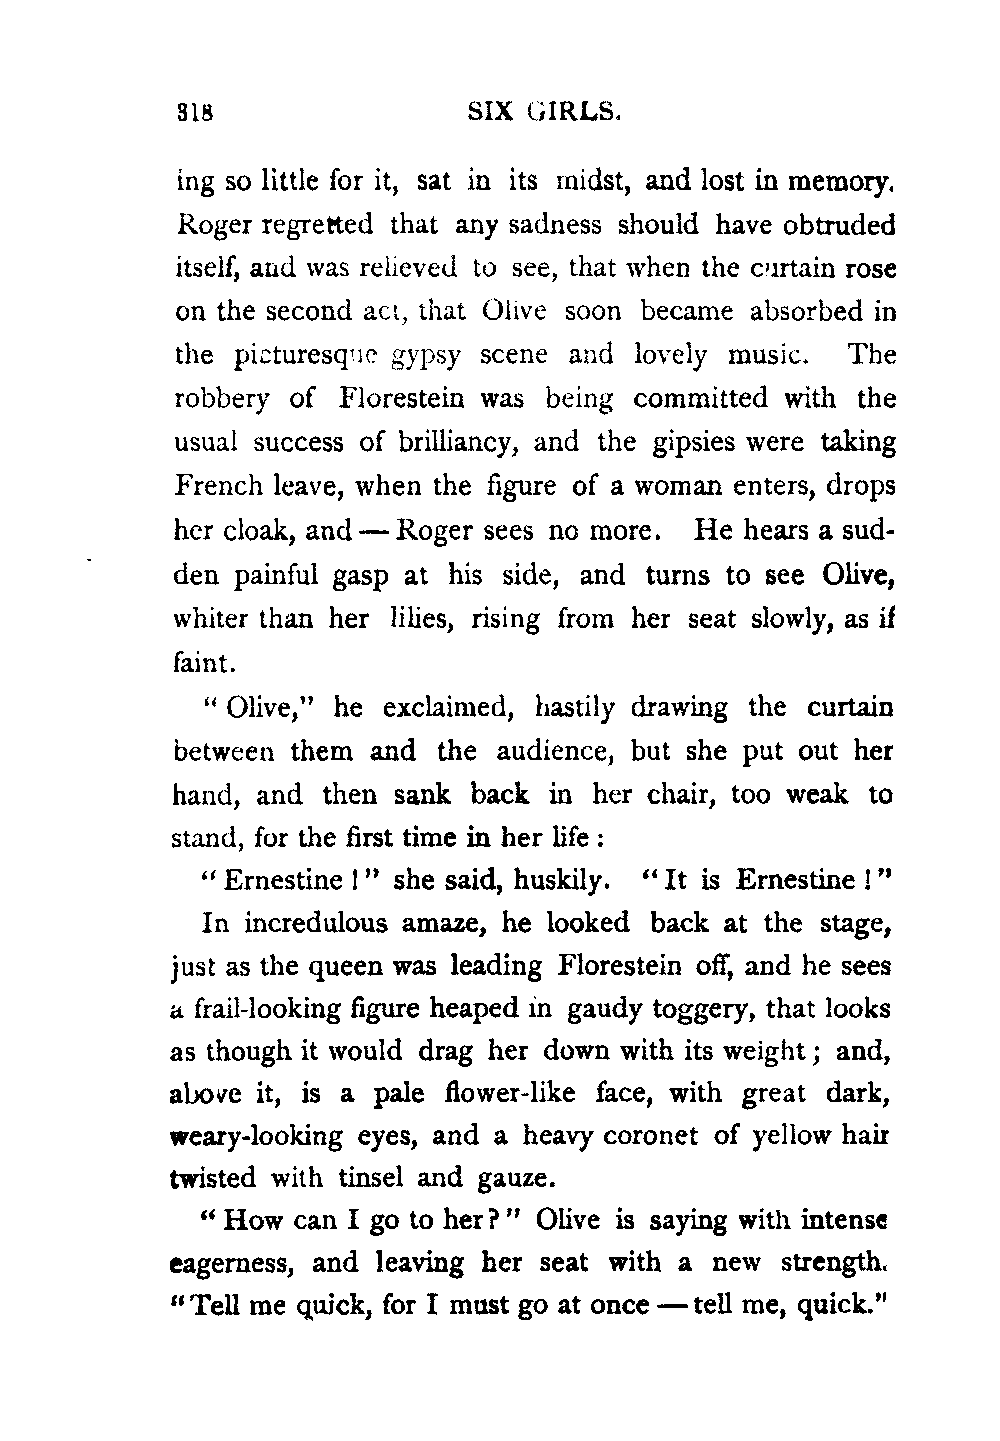 318 SIX GIRLS.
ing so little for it, sat in its midst, and lost in memory.
Roger regretted that any sadness should have obtruded
itself, and was relieved to see, that when the curtain rose
on the second act, that Olive soon became absorbed in
the picturesque gypsy scene and lovely music. The
robbery of Florestein was being committed with the
usual success of brilliancy, and the gipsies were taking
French leave, when the figure of a woman enters, drops
her cloak, and — Roger sees no more. He hears a sud-
den painful gasp at his side, and turns to see Olive,
whiter than her lilies, rising from her seat slowly, as if
faint.
“Olive,” he exclaimed, hastily drawing the curtain
between them and the audience, but she put out her
hand, and then sank back in her chair, too weak to
stand, for the first time in her life :
“Ernestine !” she said, huskily. “It is Ernestine !”
In incredulous amaze, he looked back at the stage,
just as the queen was leading Florestein off, and he sees
a frail-looking figure heaped in gaudy toggery, that looks
as though it would drag her down with its weight ; and,
above it, is a pale flower-like face, with great dark,
weary-looking eyes, and a heavy coronet of yellow hair
twisted with tinsel and gauze.
“How can I go to her ?” Olive is saying with intense
eagerness, and leaving her seat with a new strength.
“Tell me quick, for I must go at once — tell me, quick.”